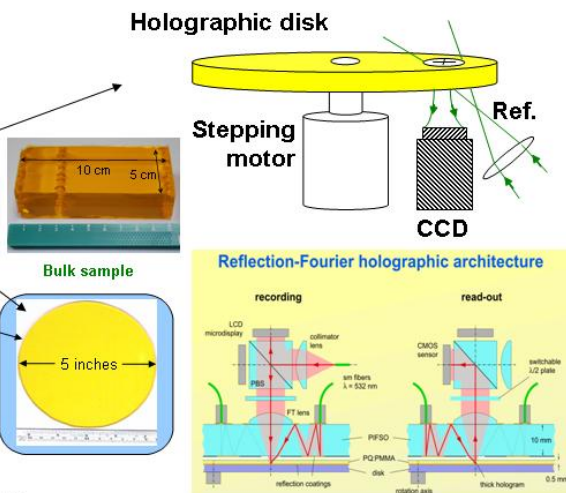 Holographic disk
Stepping
motor
Ref.
CCD
10 cm
5 cm
Bulk sample
5 inches
Reflection-Fourier holographic architecture
recording
read-out
LCD
microdisplay
collimator
lens
PBS
sm fibers
λ = 532 nm
FT lens
CMOS
sensor
switchable
λ/2 plate
PIFSO
10 mm
PQ:PMMA
disk
0.5 mm
rotation axis
reflection coatings
thick hologram